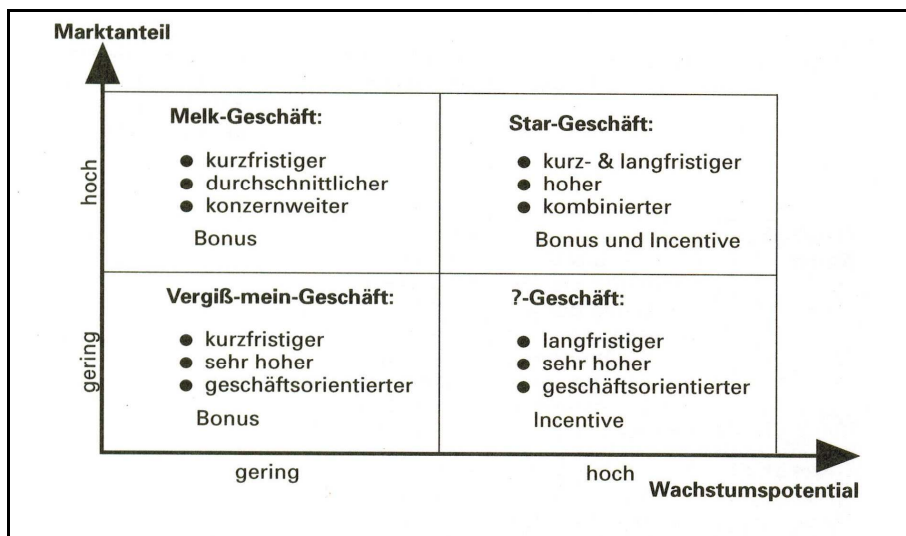 Marktanteil
hoch
Melk-Geschäft:
● kurzfristiger
● durchschnittlicher
● konzernweiter
Bonus
Star-Geschäft:
● kurz- & langfristiger
● hoher
● kombinierter
Bonus und Incentive
gering
Vergiß-mein-Geschäft:
● kurzfristiger
● sehr hoher
● geschäftsorientierter
Bonus
?-Geschäft:
● langfristiger
● sehr hoher
● geschäftsorientierter
Incentive
gering
hoch
Wachstumspotential